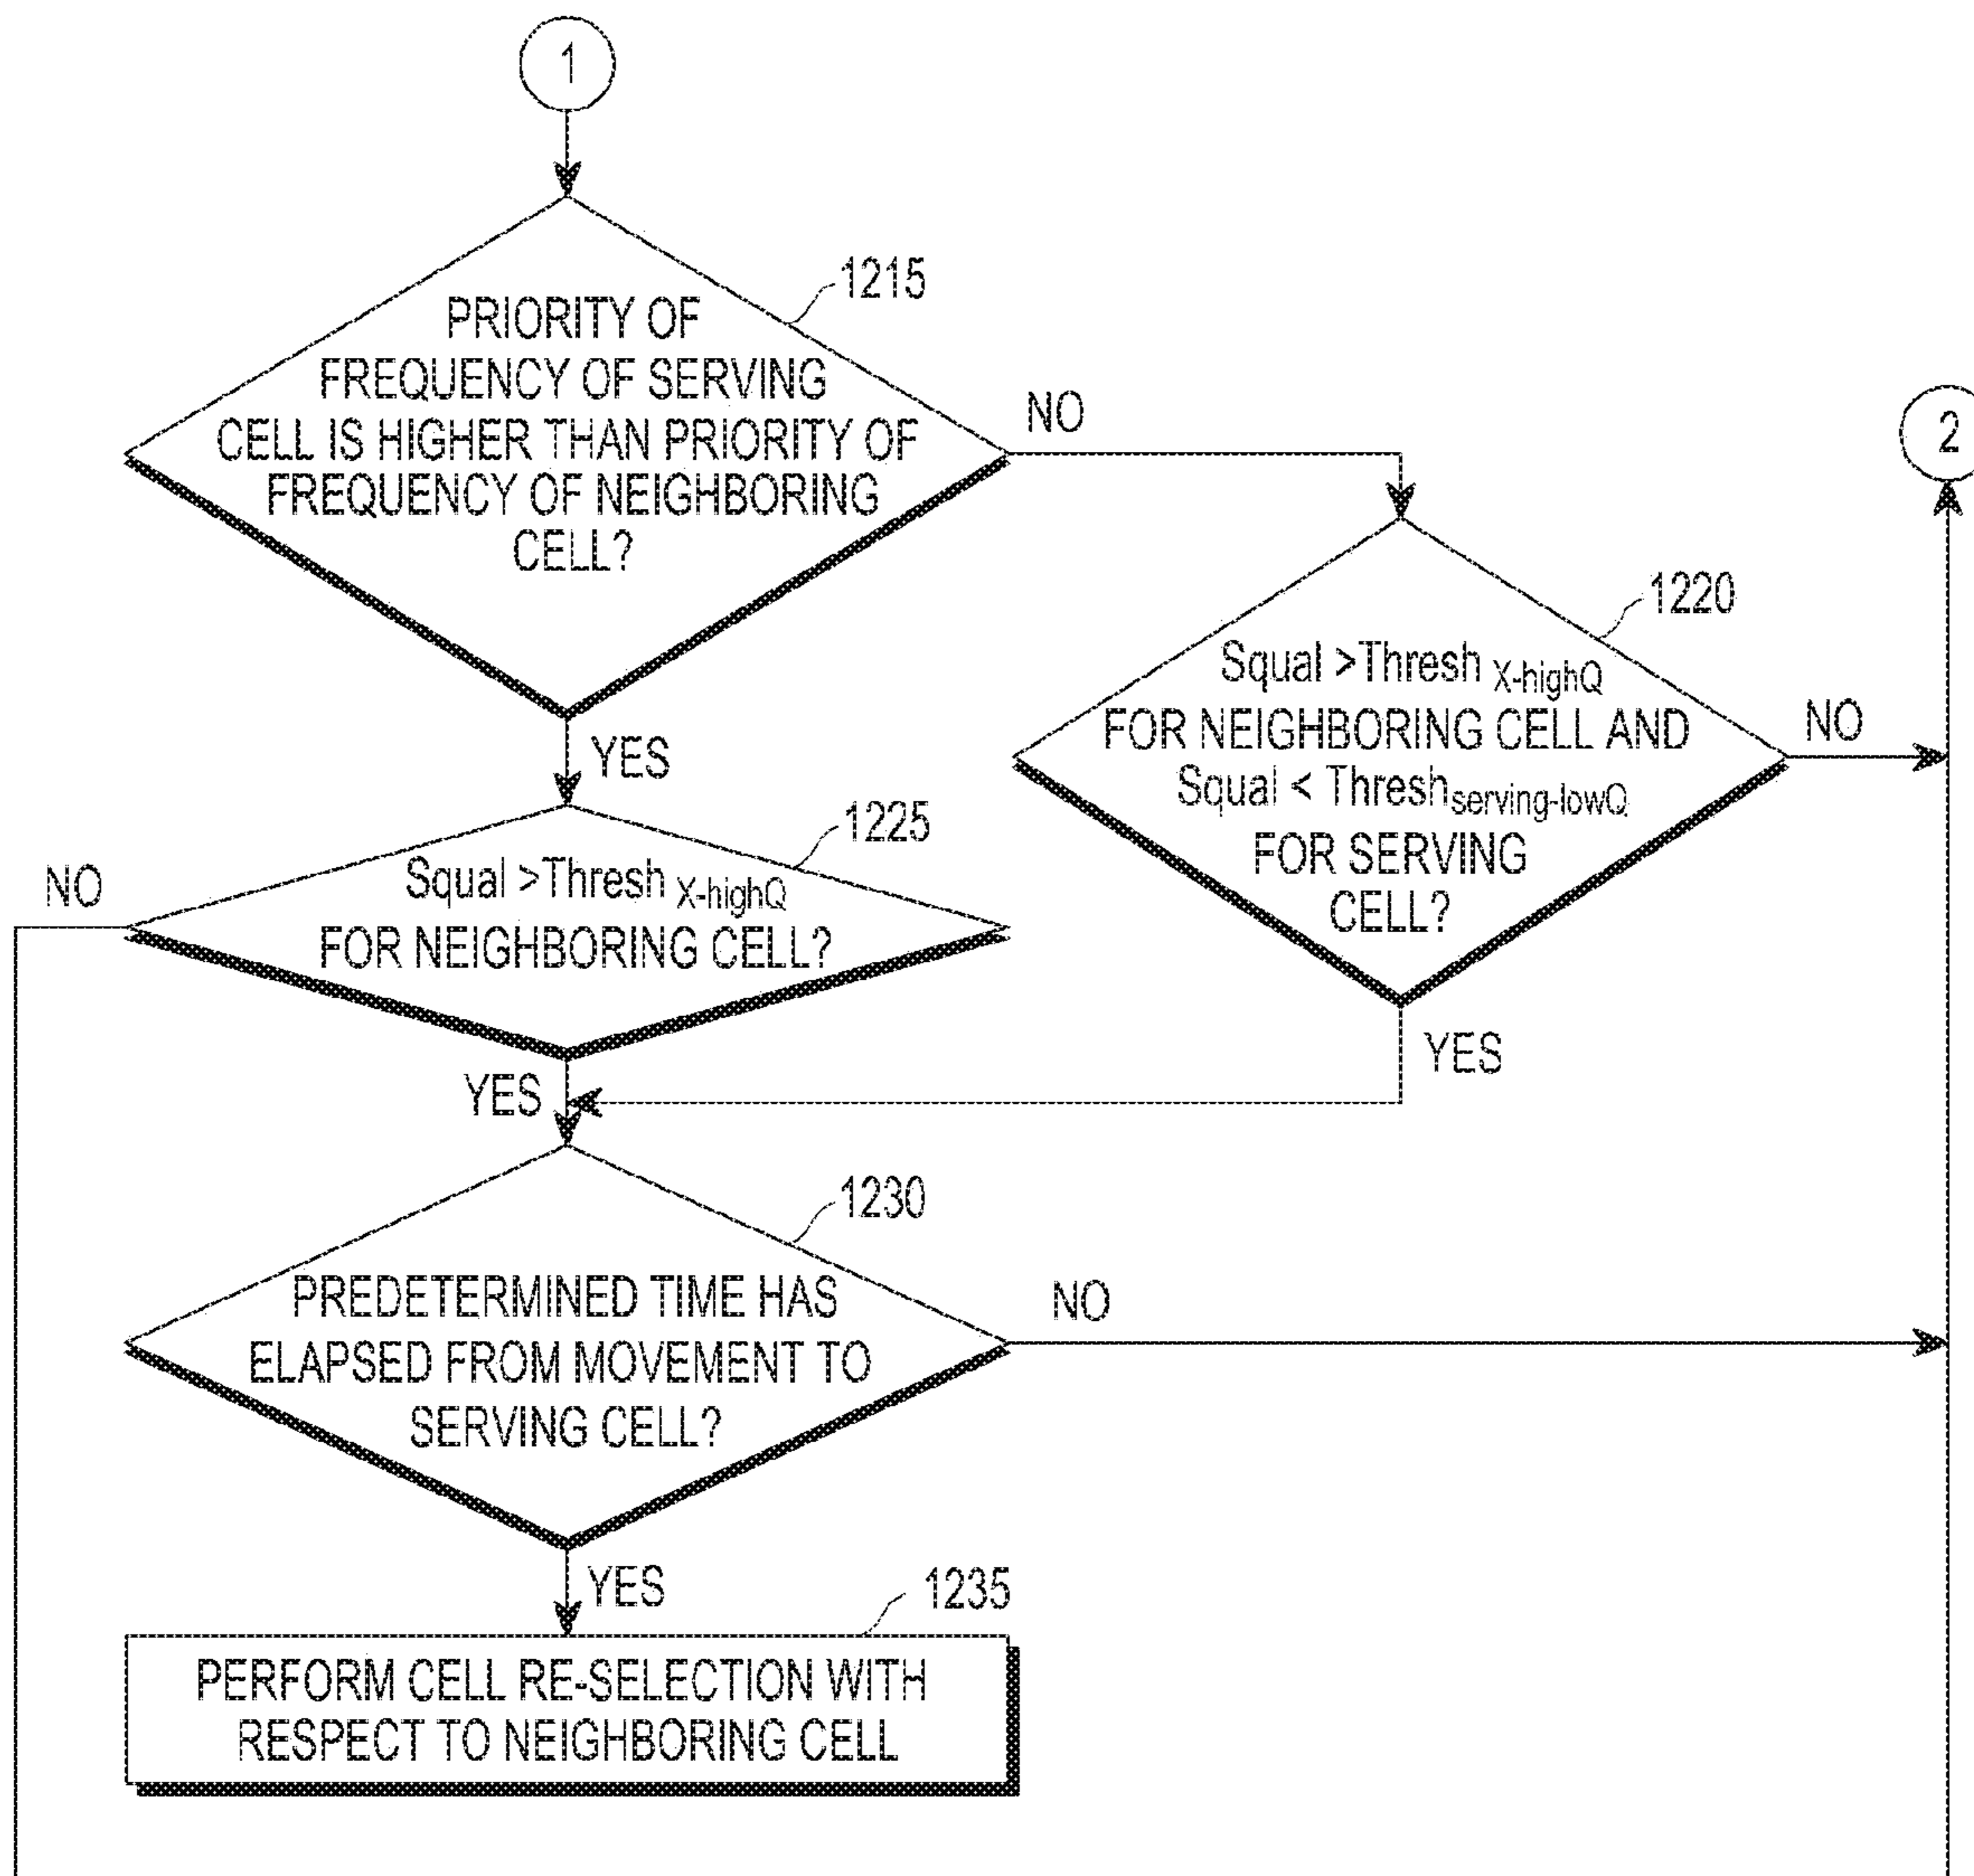 1
1215
PRIORITY OF
FREQUENCY OF SERVING
CELL IS HIGHER THAN PRIORITY OF
FREQUENCY OF NEIGHBORING
CELL?
NO
2
YES
1220
Squal >Thresh X-highQ
FOR NEIGHBORING CELL AND
Squal < Threshserving-lowQ
FOR SERVING
CELL?
NO
YES
1225
Squal >Thresh X-highQ
FOR NEIGHBORING CELL?
NO
YES
1230
PREDETERMINED TIME HAS
ELAPSED FROM MOVEMENT TO
SERVING CELL?
NO
YES
1235
PERFORM CELL RE-SELECTION WITH
RESPECT TO NEIGHBORING CELL